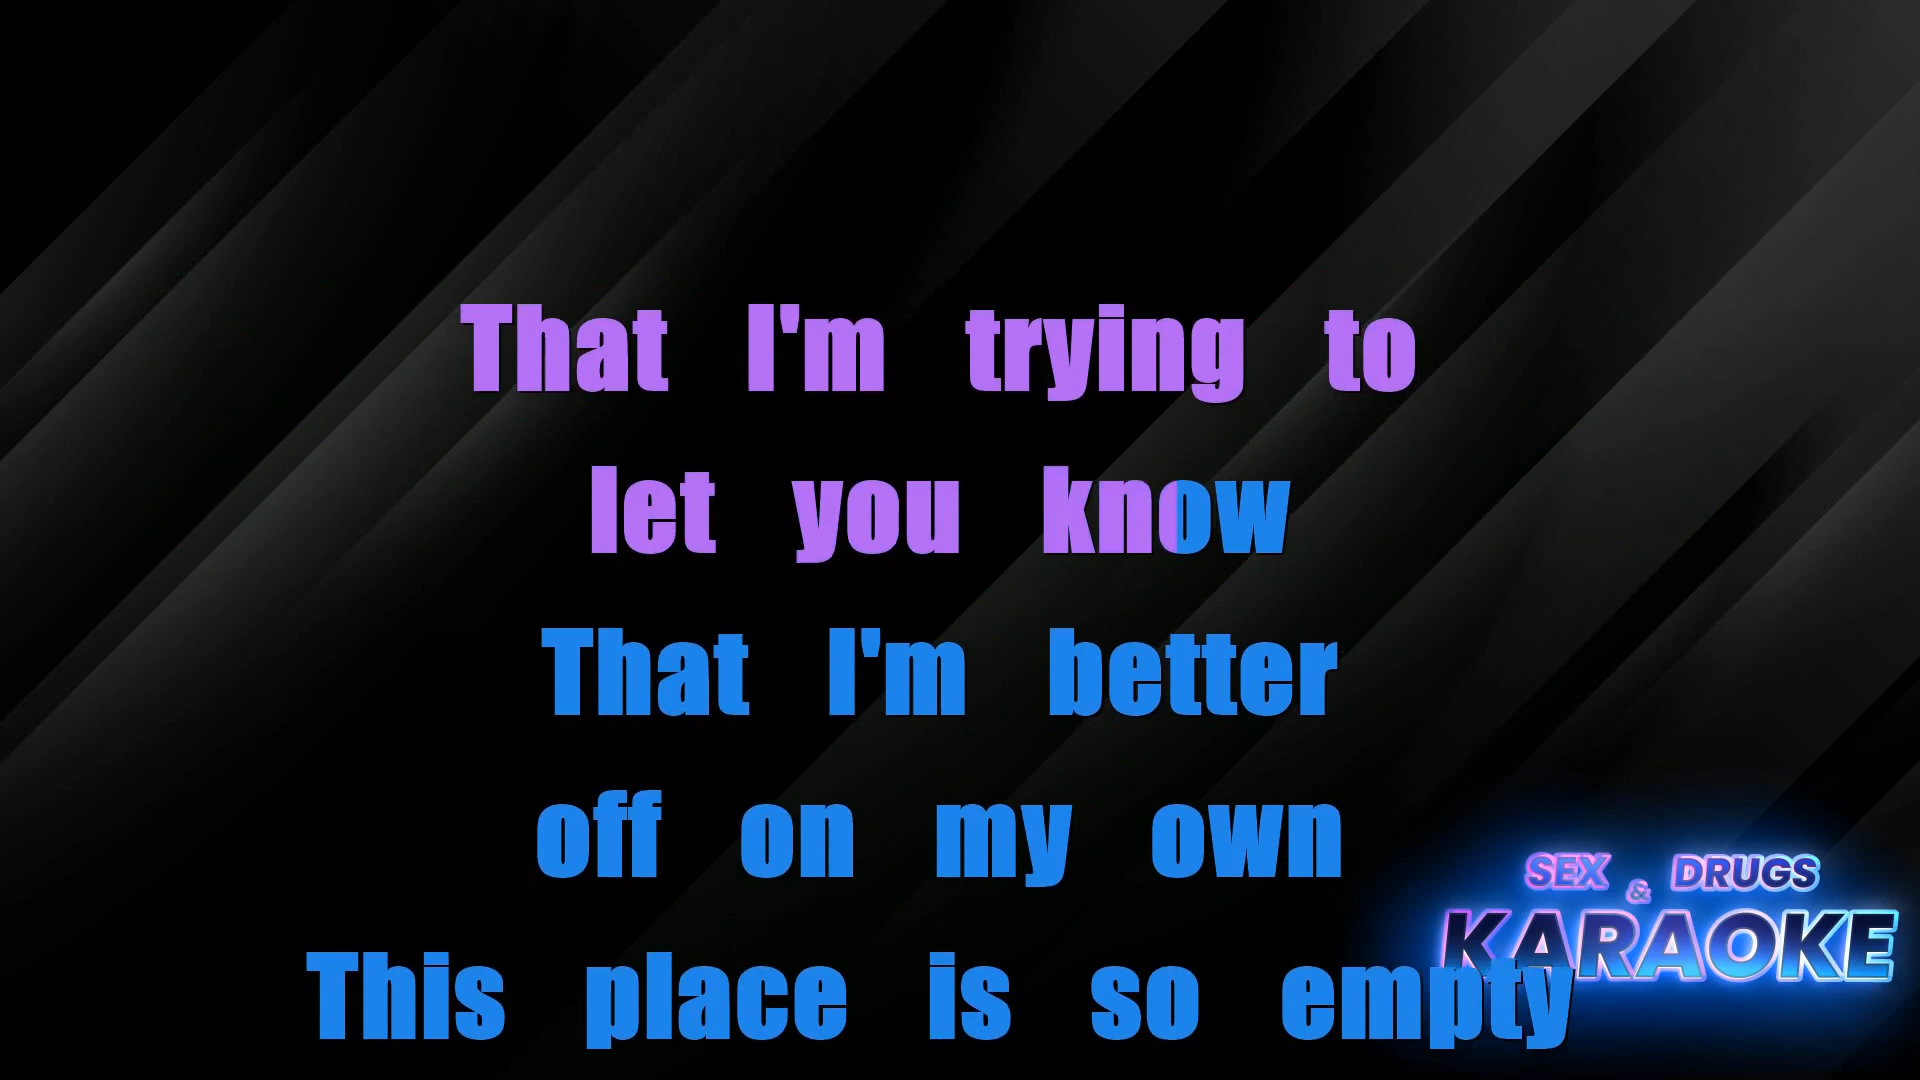 That I'm trying to
let you know
That I'm better
off on my own
This place is so empty
SEX & DRUGS
KARAOKE